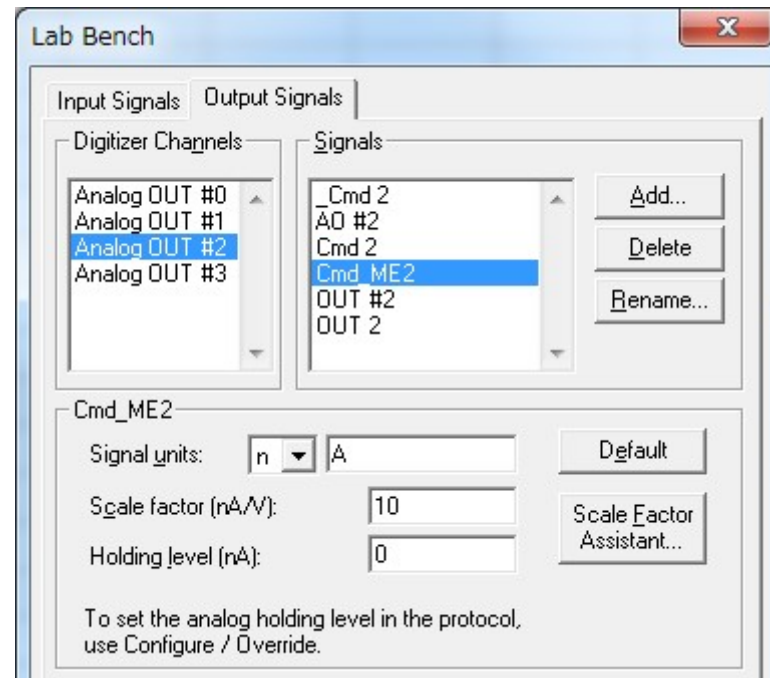 Lab Bench
Input Signals
Output Signals
Digitizer Channels
Analog OUT #0
Analog OUT #1
Analog OUT #2
Analog OUT #3
Signals
_Cmd 2
AO #2
Cmd 2
Cmd_ME2
OUT #2
OUT 2
Add...
Delete
Rename...
Cmd_ME2
Signal units: n A
Default
Scale factor (nA/V): 10
Scale Factor
Assistant...
Holding level (nA): 0
To set the analog holding level in the protocol,
use Configure / Override.